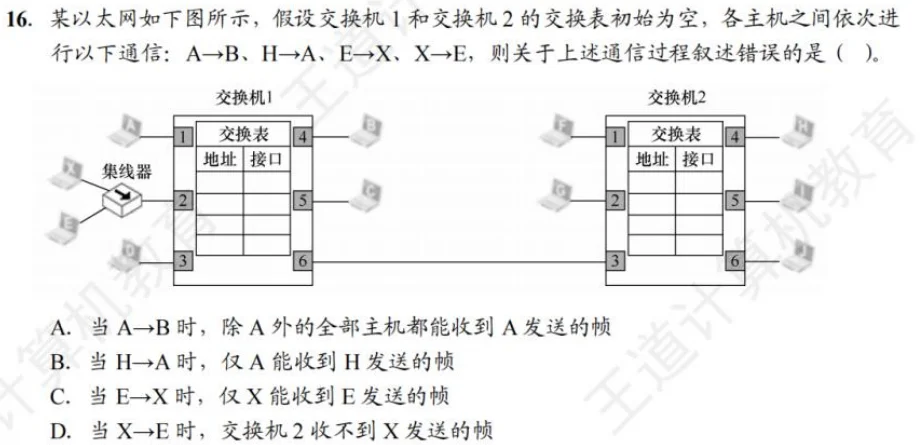 16. 某以太网如下图所示，假设交换机 1 和交换机 2 的交换表初始为空，各主机之间依次进
行以下通信：A→B、H→A、E→X、X→E，则关于上述通信过程叙述错误的是（ ）。
交换机1
交换机2
A
1
交换表
4
B
F
1
交换表
4
H
地址 接口
地址 接口
X
集线器
2
5
C
G
2
5
I
E
D
3
6
3
6
J
A. 当 A→B 时，除 A 外的全部主机都能收到 A 发送的帧
B. 当 H→A 时，仅 A 能收到 H 发送的帧
C. 当 E→X 时，仅 X 能收到 E 发送的帧
D. 当 X→E 时，交换机 2 收不到 X 发送的帧
王道计算机教育